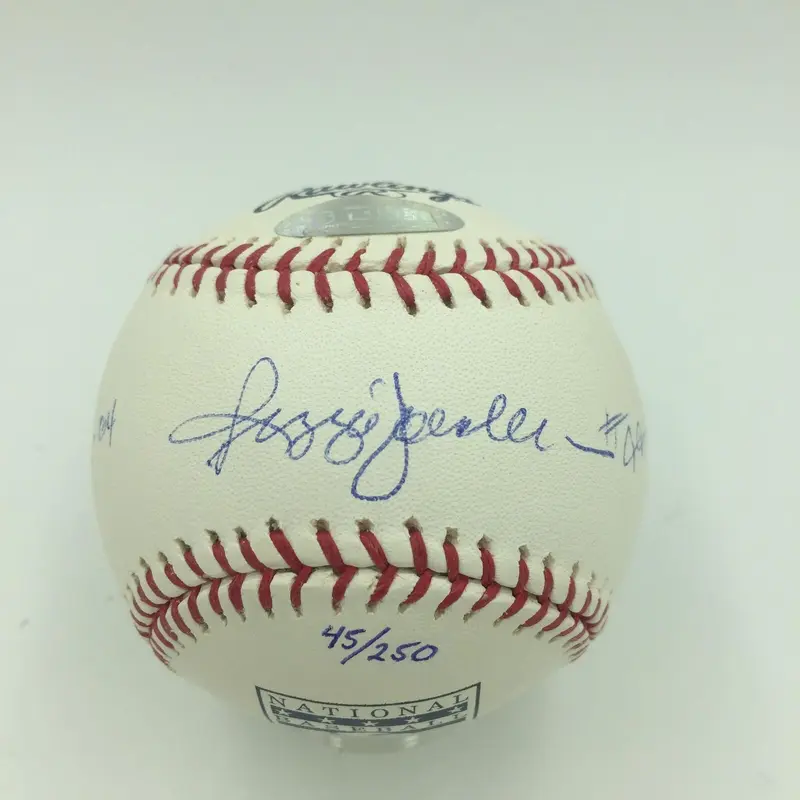 Rawlings
Reggie Jackson #
45/250
NATIONAL
BASEBALL